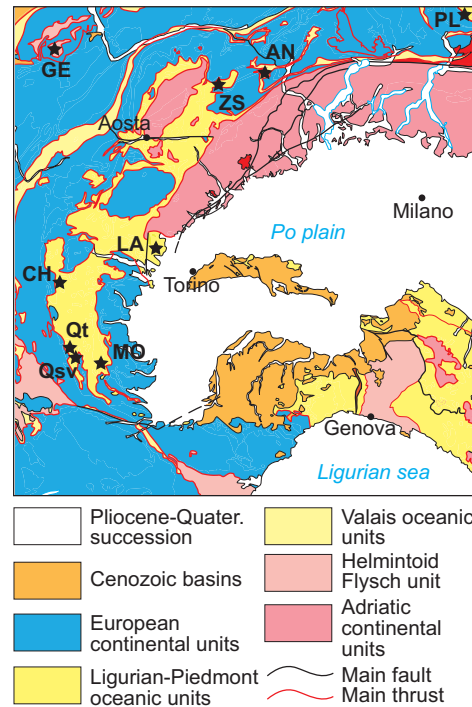 PL
AN
GE
ZS
Aosta
Milano
LA
Po plain
CH
Torino
Qt
MO
Qsv
Genova
Ligurian sea
Pliocene-Quater.
succession
Cenozoic basins
European
continental units
Ligurian-Piedmont
oceanic units
Valais oceanic
units
Helmintoid
Flysch unit
Adriatic
continental
units
Main fault
Main thrust